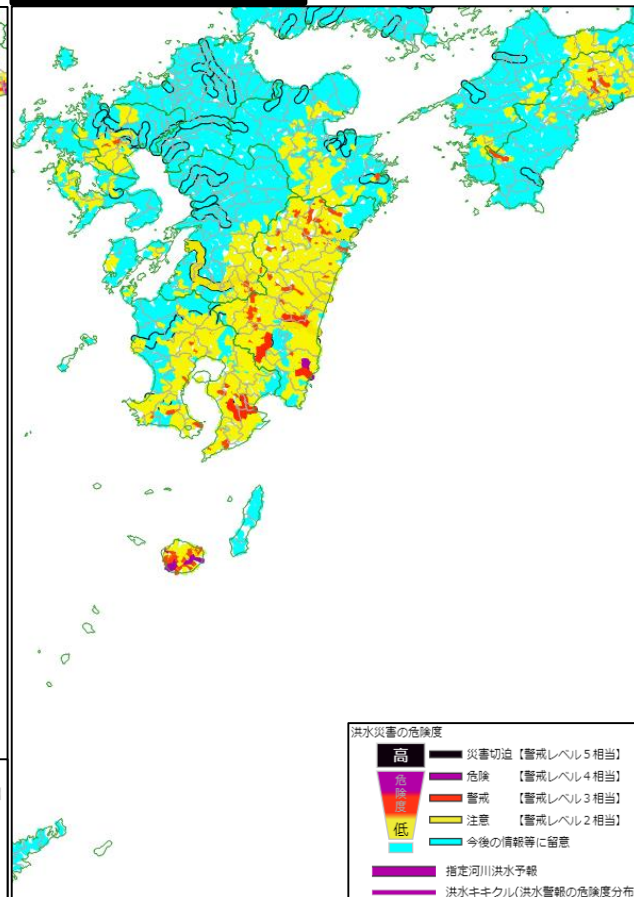 洪水災害の危険度
高
危険度
低
災害切迫【警戒レベル5相当】
危険 【警戒レベル4相当】
警戒 【警戒レベル3相当】
注意 【警戒レベル2相当】
今後の情報等に留意
指定河川洪水予報
洪水キキクル(洪水警報の危険度分布